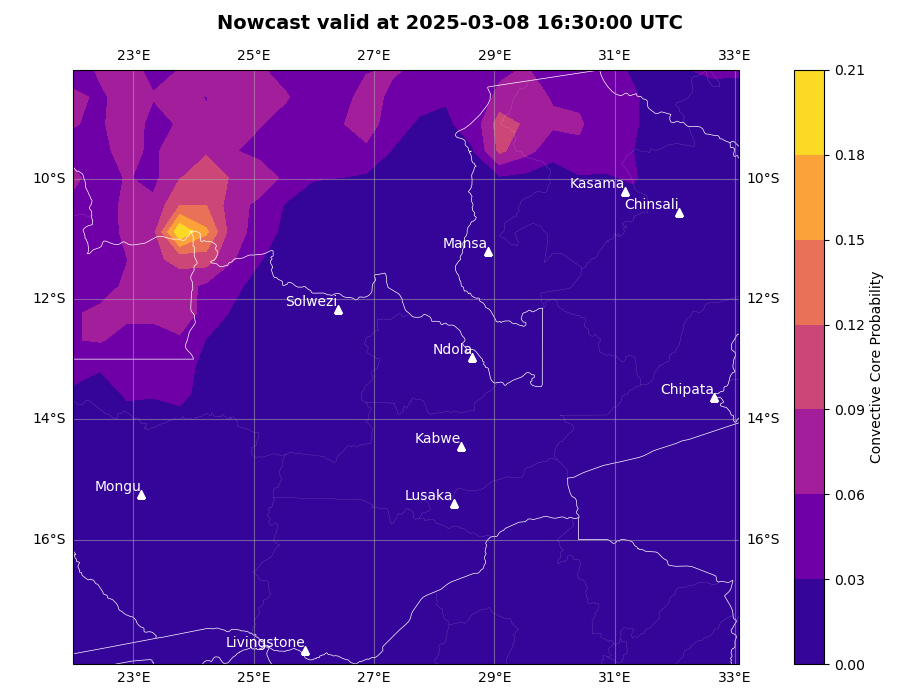 Nowcast valid at 2025-03-08 16:30:00 UTC
23°E 25°E 27°E 29°E 31°E 33°E
0.21
0.18
10°S Kasama 10°S
Chinsali
0.15
Mansa
12°S Solwezi 12°S
0.12
Ndola
Chipata
0.09
14°S 14°S
Kabwe
Convective Core Probability
Mongu Lusaka
0.06
16°S 16°S
0.03
Livingstone
0.00
23°E 25°E 27°E 29°E 31°E 33°E